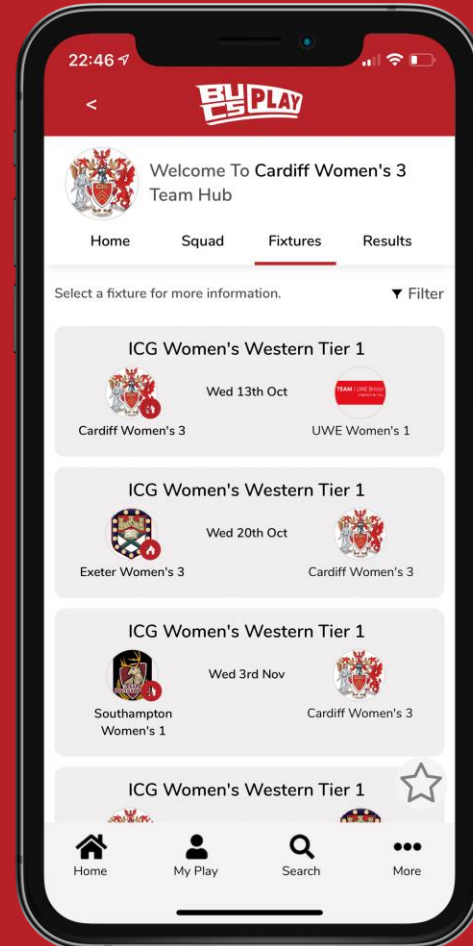 22:46
<
BUCS PLAY
Welcome To Cardiff Women's 3
Team Hub
Home Squad Fixtures Results
Select a fixture for more information. Filter
ICG Women's Western Tier 1
Wed 13th Oct
TEAM UWE Bristol
Cardiff Women's 3 UWE Women's 1
ICG Women's Western Tier 1
Wed 20th Oct
Exeter Women's 3 Cardiff Women's 3
ICG Women's Western Tier 1
Wed 3rd Nov
Southampton
Women's 1
Cardiff Women's 3
ICG Women's Western Tier 1
Home My Play Search More